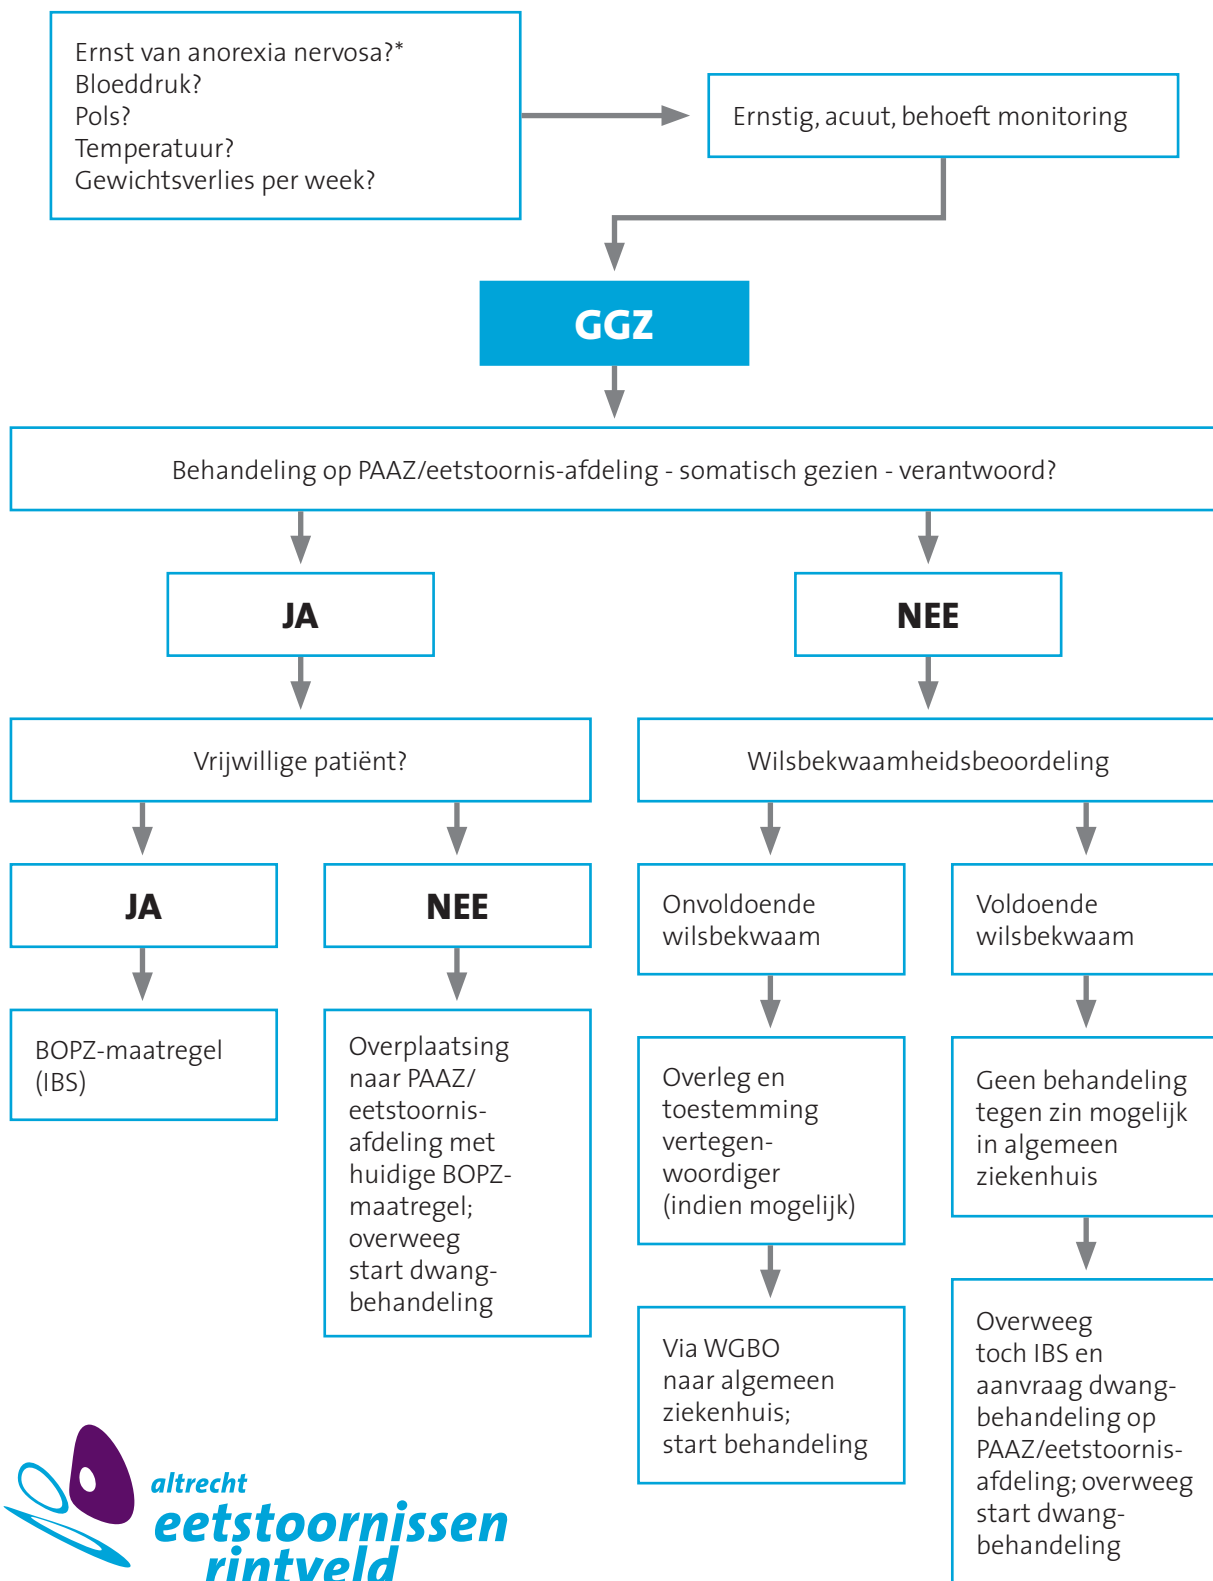 Ernst van anorexia nervosa?*
Bloeddruk?
Pols?
Temperatuur?
Gewichtsverlies per week?
Ernstig, acuut, behoeft monitoring
GGZ
Behandeling op PAAZ/eetstoornis-afdeling - somatisch gezien - verantwoord?
JA
NEE
Vrijwillige patiënt?
Wilsbekwaamheidsbeoordeling
JA
NEE
Onvoldoende
wilsbekwaam
Voldoende
wilsbekwaam
BOPZ-maatregel
(IBS)
Overplaatsing
naar PAAZ/
eetstoornis-
afdeling met
huidige BOPZ-
maatregel;
overweeg
start dwang-
behandeling
Overleg en
toestemming
vertegen-
woordiger
(indien mogelijk)
Geen behandeling
tegen zin mogelijk
in algemeen
ziekenhuis
Via WGBO
naar algemeen
ziekenhuis;
start behandeling
Overweeg
toch IBS en
aanvraag dwang-
behandeling op
PAAZ/eetstoornis-
afdeling; overweeg
start dwang-
behandeling
altrecht
eetstoornissen
rintveld